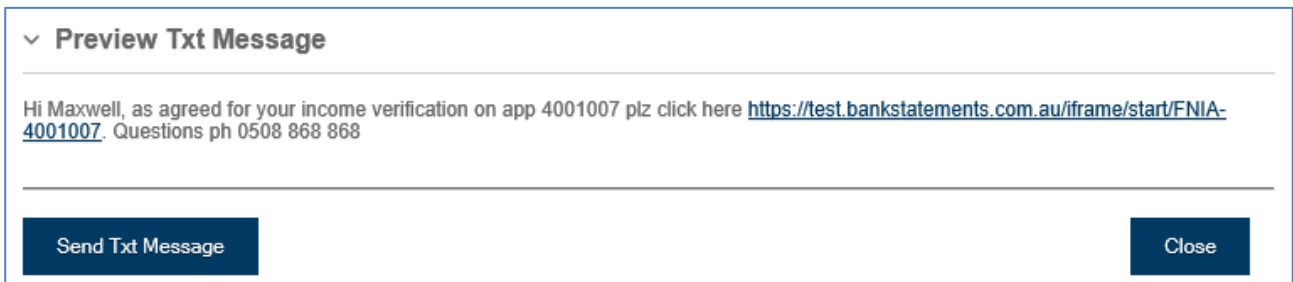 Preview Txt Message
Hi Maxwell, as agreed for your income verification on app 4001007 plz click here https://test.bankstatements.com.au/iframe/start/FNIA-
4001007. Questions ph 0508 868 868
Send Txt Message
Close